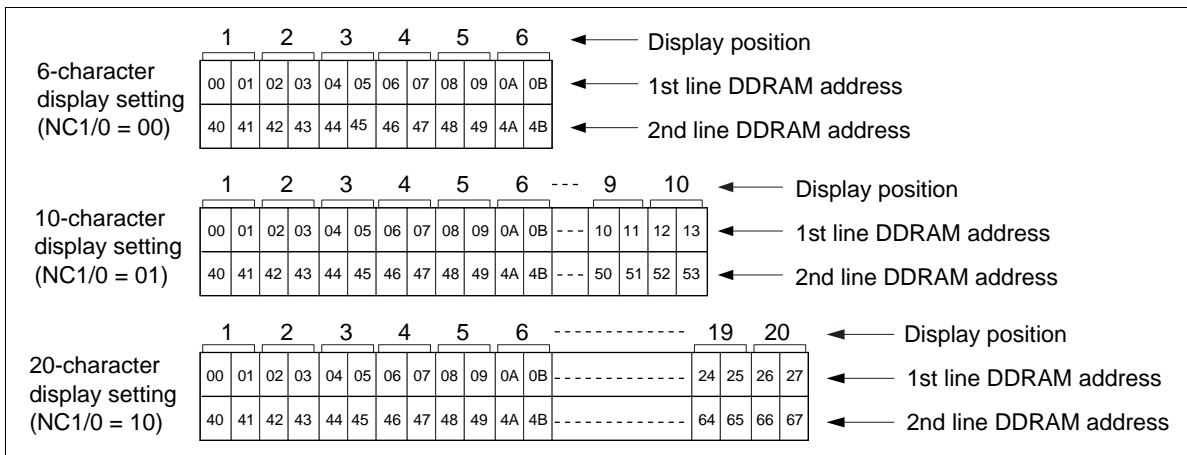 1 2 3 4 5 6 Display position
6-character display setting (NC1/0 = 00)
00 01 02 03 04 05 06 07 08 09 0A 0B 1st line DDRAM address
40 41 42 43 44 45 46 47 48 49 4A 4B 2nd line DDRAM address
1 2 3 4 5 6 --- 9 10 Display position
10-character display setting (NC1/0 = 01)
00 01 02 03 04 05 06 07 08 09 0A 0B --- 10 11 12 13 1st line DDRAM address
40 41 42 43 44 45 46 47 48 49 4A 4B --- 50 51 52 53 2nd line DDRAM address
1 2 3 4 5 6 ------------ 19 20 Display position
20-character display setting (NC1/0 = 10)
00 01 02 03 04 05 06 07 08 09 0A 0B ---------------- 24 25 26 27 1st line DDRAM address
40 41 42 43 44 45 46 47 48 49 4A 4B ---------------- 64 65 66 67 2nd line DDRAM address